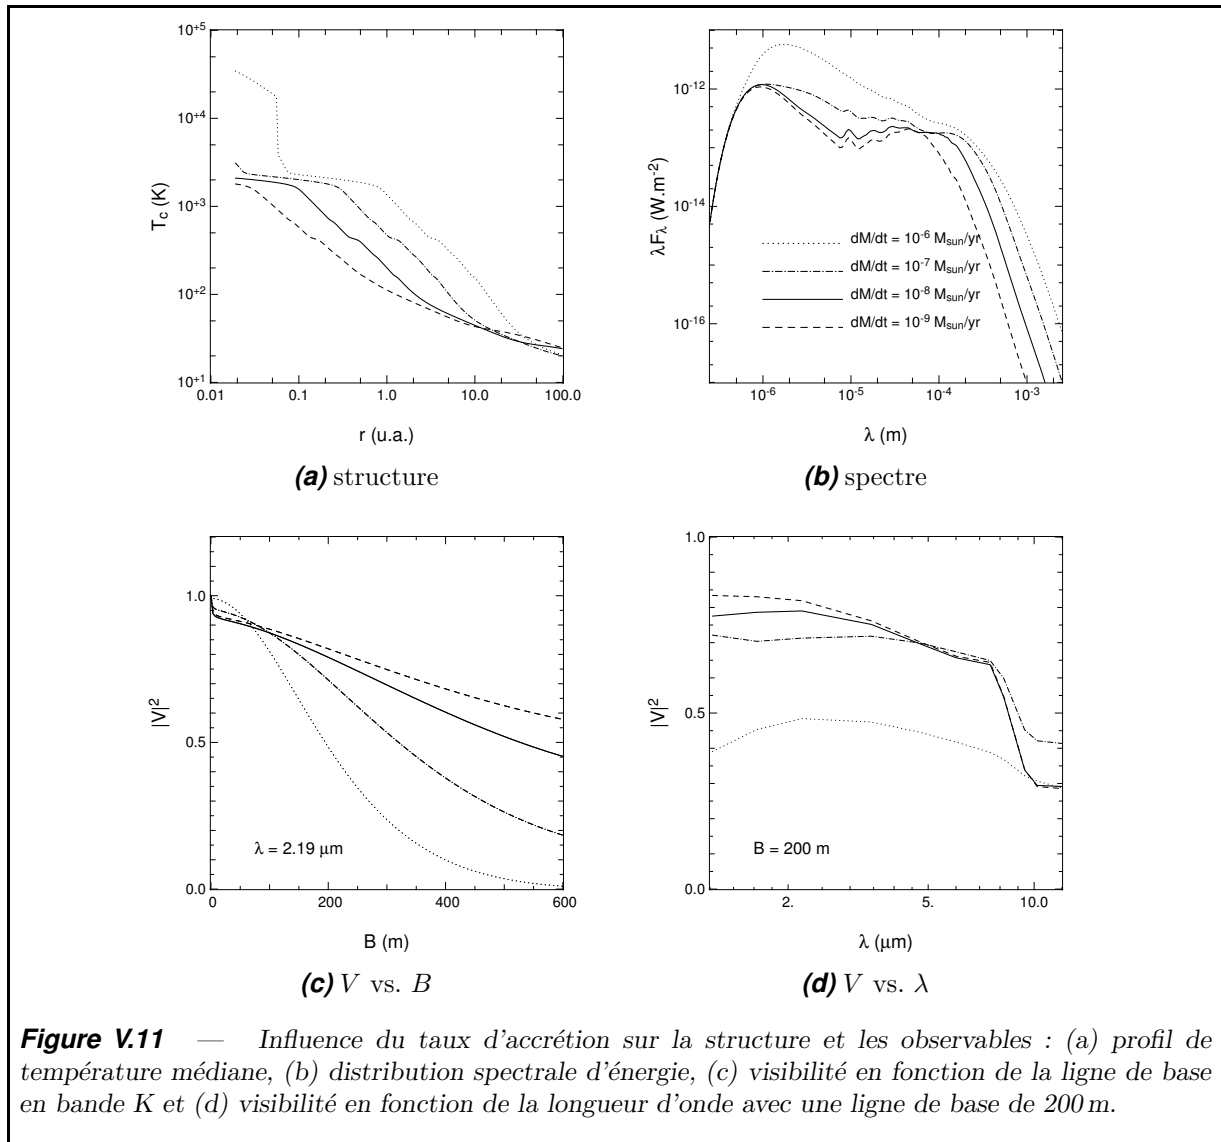 10+5
10+4
10+3
10+2
10+1
T_c (K)
0.01 0.1 1.0 10.0 100.0
r (u.a.)
(a) structure
10-12
10-14
10-16
λF_λ (W.m-2)
dM/dt = 10-6 M_sun/yr
dM/dt = 10-7 M_sun/yr
dM/dt = 10-8 M_sun/yr
dM/dt = 10-9 M_sun/yr
10-6 10-5 10-4 10-3
λ (m)
(b) spectre
1.0
0.5
0.0
|V|2
λ = 2.19 μm
0 200 400 600
B (m)
(c) V vs. B
1.0
0.5
0.0
|V|2
B = 200 m
2. 5. 10.0
λ (μm)
(d) V vs. λ
Figure V.11 — Influence du taux d'accrétion sur la structure et les observables : (a) profil de
température médiane, (b) distribution spectrale d'énergie, (c) visibilité en fonction de la ligne de base
en bande K et (d) visibilité en fonction de la longueur d'onde avec une ligne de base de 200 m.